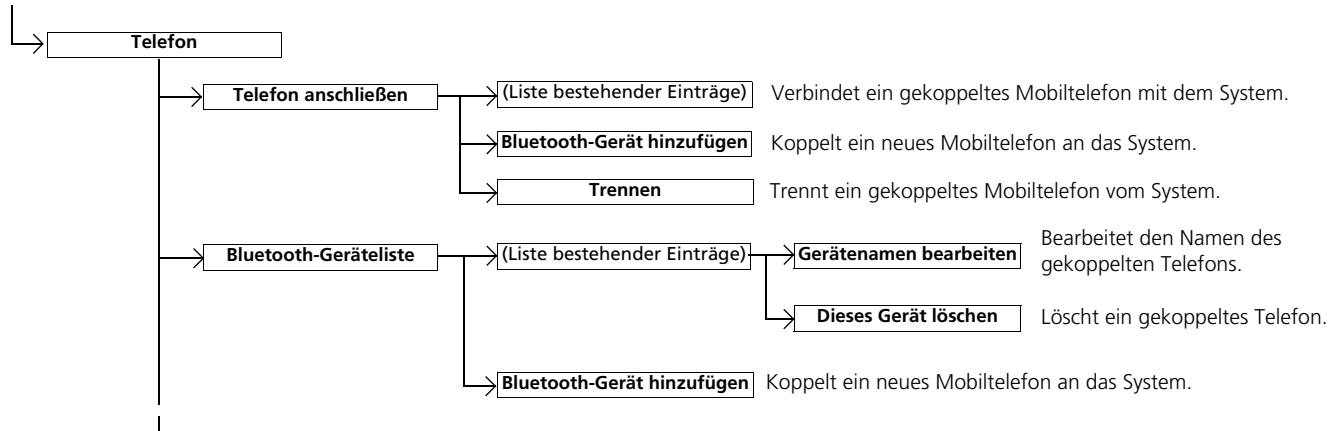 Telefon
Telefon anschließen
(Liste bestehender Einträge)
Verbindet ein gekoppeltes Mobiltelefon mit dem System.
Bluetooth-Gerät hinzufügen
Koppelt ein neues Mobiltelefon an das System.
Trennen
Trennt ein gekoppeltes Mobiltelefon vom System.
Bluetooth-Geräteliste
(Liste bestehender Einträge)
Gerätenamen bearbeiten
Bearbeitet den Namen des
gekoppelten Telefons.
Dieses Gerät löschen
Löscht ein gekoppeltes Telefon.
Bluetooth-Gerät hinzufügen
Koppelt ein neues Mobiltelefon an das System.